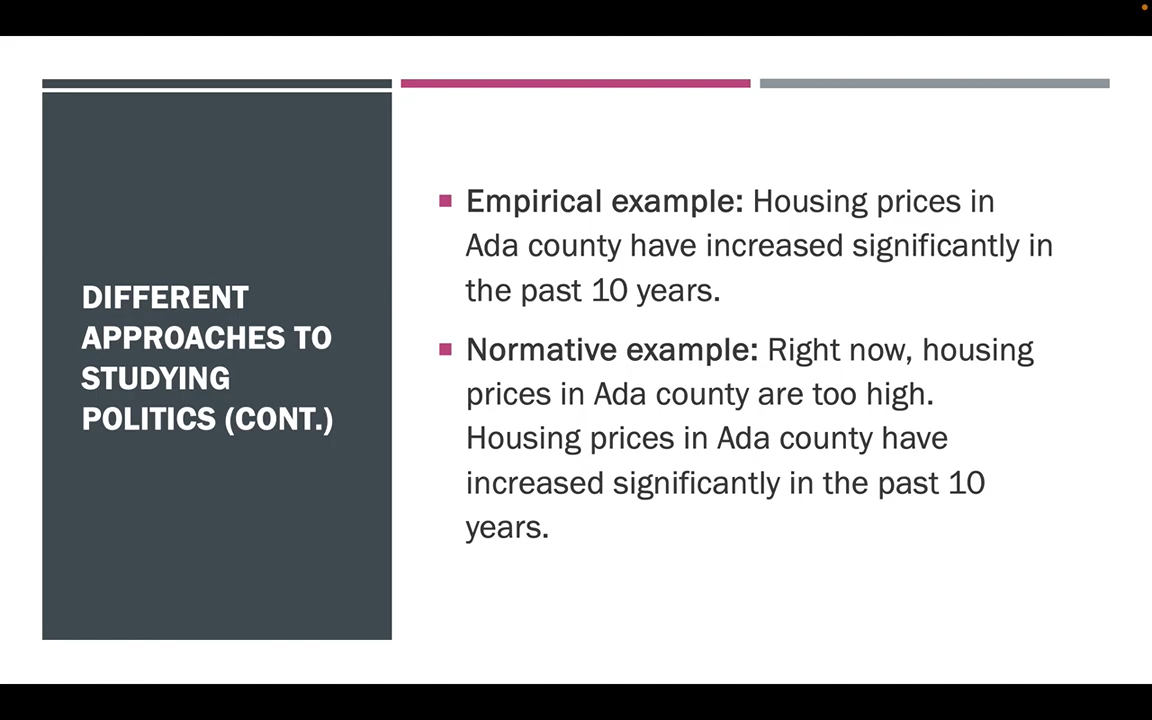 DIFFERENT
APPROACHES TO
STUDYING
POLITICS (CONT.)
Empirical example: Housing prices in
Ada county have increased significantly in
the past 10 years.
Normative example: Right now, housing
prices in Ada county are too high.
Housing prices in Ada county have
increased significantly in the past 10
years.